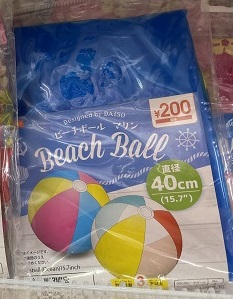 Designed by DAISO
¥200
ビーチボール マリン
Beach Ball
直径
40cm
(15.7")